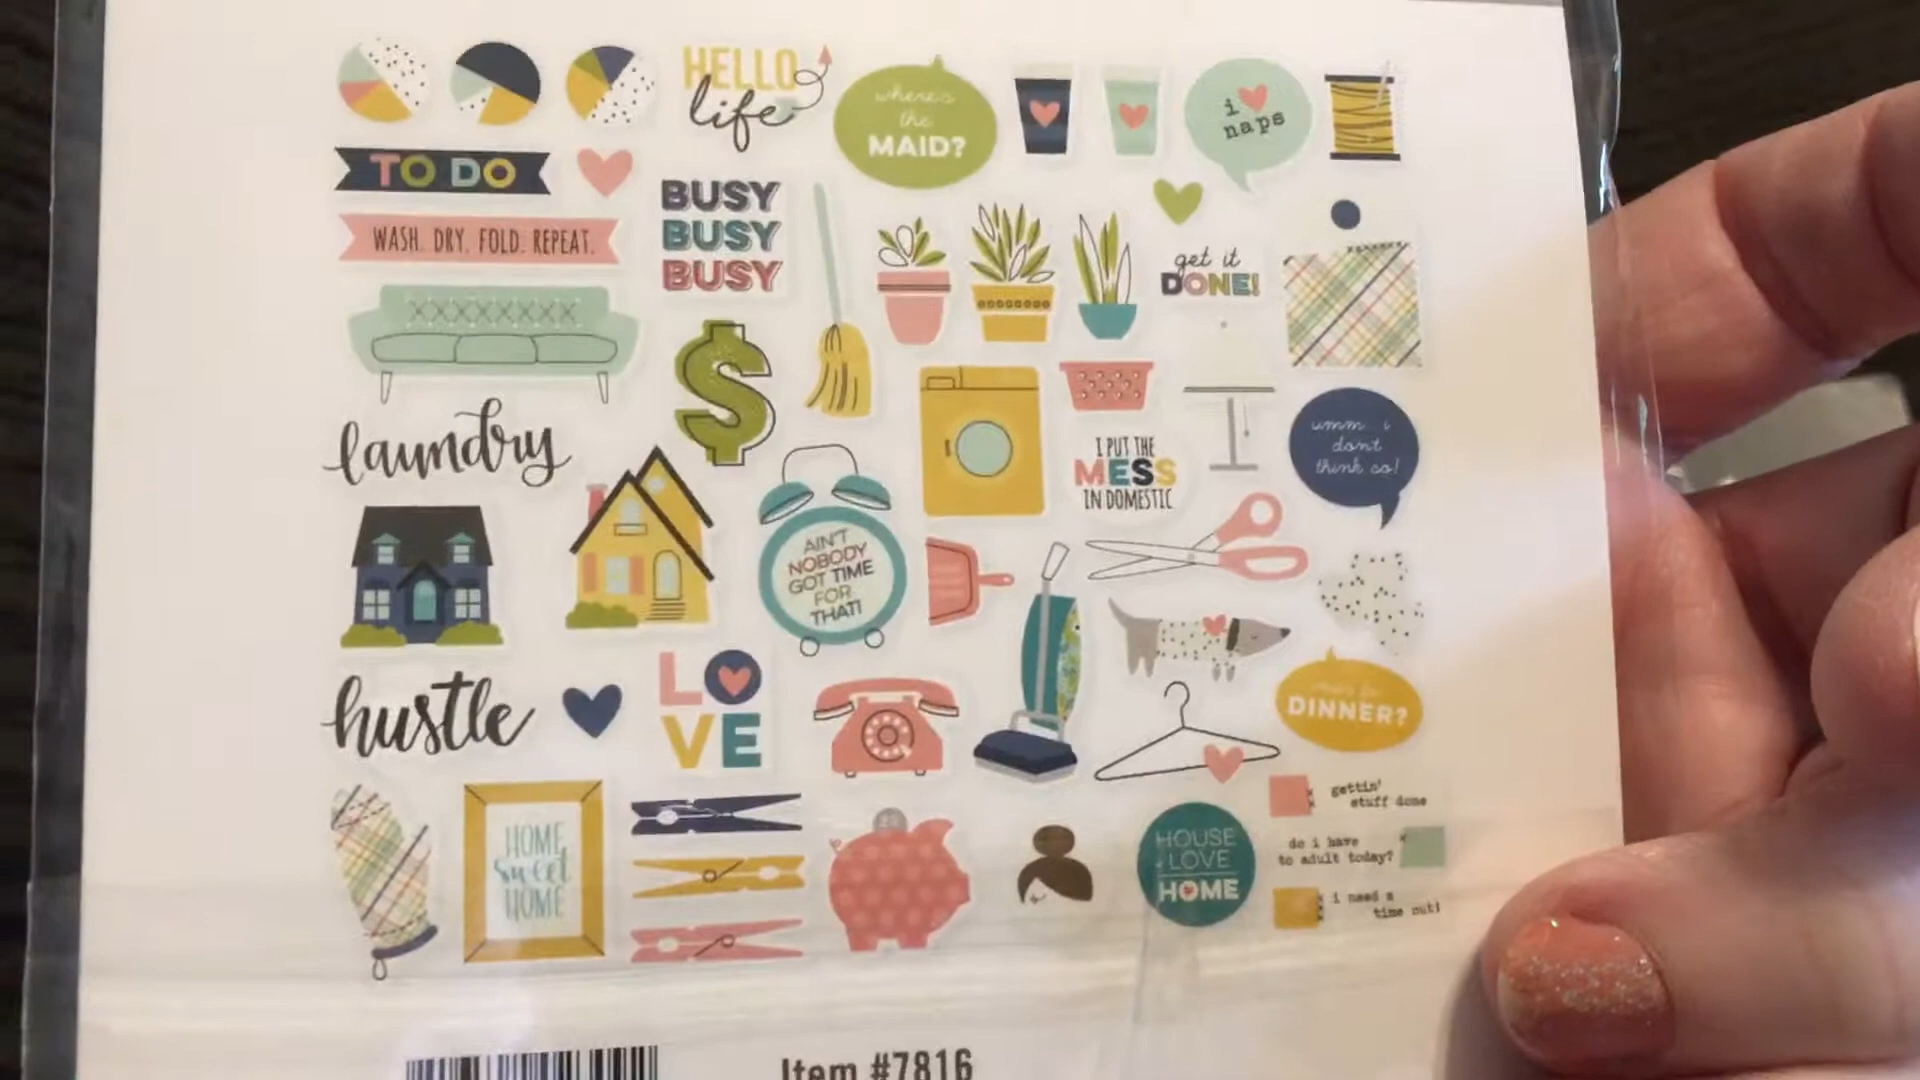 HELLO
life
where's
the
MAID?
i
naps
TO DO
BUSY
BUSY
BUSY
WASH. DRY. FOLD. REPEAT.
get it
DONE!
laundry
I PUT THE
MESS
IN DOMESTIC
umm i
dont
think so!
AIN'T
NOBODY
GOT TIME
FOR
THAT!
hustle
LO
VE
DINNER?
HOME
Sweet
HOME
HOUSE
+ LOVE
HOME
gettin'
stuff done
do i have
to adult today?
i need a
time out!
Item #7816